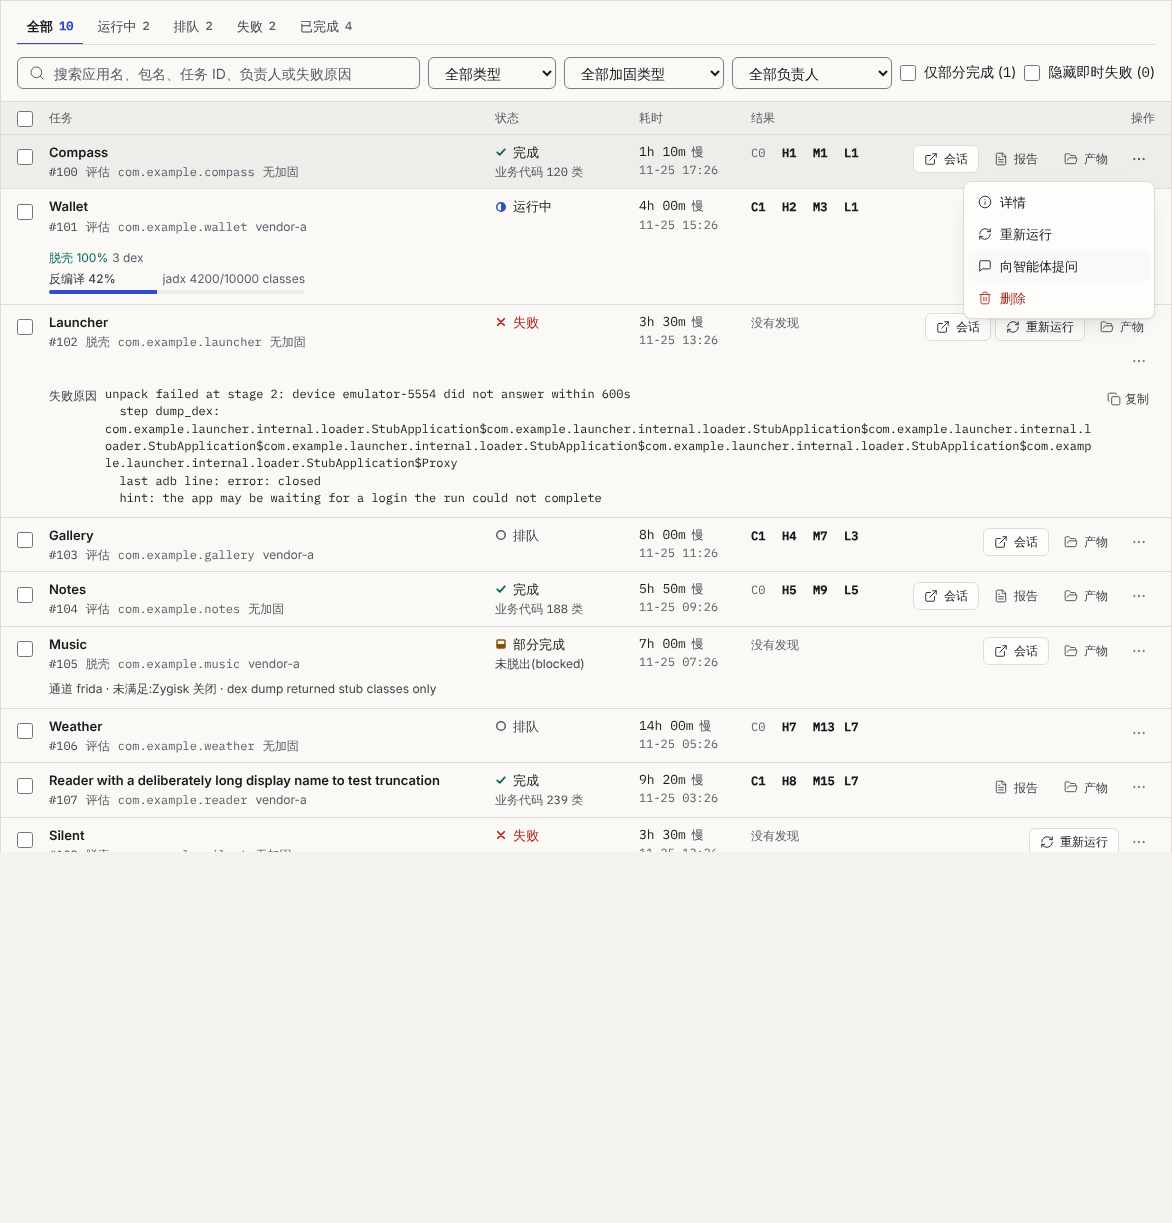 全部 10 运行中 2 排队 2 失败 2 已完成 4
搜索应用名、包名、任务 ID、负责人或失败原因 全部类型 全部加固类型 全部负责人 仅部分完成 (1) 隐藏即时失败 (0)
任务 状态 耗时 结果 操作
Compass 完成 1h 10m 慢 C0 H1 M1 L1 会话 报告 产物 ···
#100 评估 com.example.compass 无加固 业务代码 120 类 11-25 17:26
详情
重新运行
向智能体提问
删除
Wallet 运行中 4h 00m 慢 C1 H2 M3 L1
#101 评估 com.example.wallet vendor-a 11-25 15:26
脱壳 100% 3 dex
反编译 42% jadx 4200/10000 classes
Launcher 失败 3h 30m 慢 没有发现 会话 重新运行 产物
#102 脱壳 com.example.launcher 无加固 11-25 13:26
···
失败原因 unpack failed at stage 2: device emulator-5554 did not answer within 600s 复制
step dump_dex:
com.example.launcher.internal.loader.StubApplication$com.example.launcher.internal.loader.StubApplication$com.example.launcher.internal.l
oader.StubApplication$com.example.launcher.internal.loader.StubApplication$com.example.launcher.internal.loader.StubApplication$com.examp
le.launcher.internal.loader.StubApplication$Proxy
last adb line: error: closed
hint: the app may be waiting for a login the run could not complete
Gallery 排队 8h 00m 慢 C1 H4 M7 L3 会话 产物 ···
#103 评估 com.example.gallery vendor-a 11-25 11:26
Notes 完成 5h 50m 慢 C0 H5 M9 L5 会话 报告 产物 ···
#104 评估 com.example.notes 无加固 业务代码 188 类 11-25 09:26
Music 部分完成 7h 00m 慢 没有发现 会话 产物 ···
#105 脱壳 com.example.music vendor-a 未脱出(blocked) 11-25 07:26
通道 frida · 未满足:Zygisk 关闭 · dex dump returned stub classes only
Weather 排队 14h 00m 慢 C0 H7 M13 L7 ···
#106 评估 com.example.weather 无加固 11-25 05:26
Reader with a deliberately long display name to test truncation 完成 9h 20m 慢 C1 H8 M15 L7 报告 产物 ···
#107 评估 com.example.reader vendor-a 业务代码 239 类 11-25 03:26
Silent 失败 3h 30m 慢 没有发现 重新运行 ···